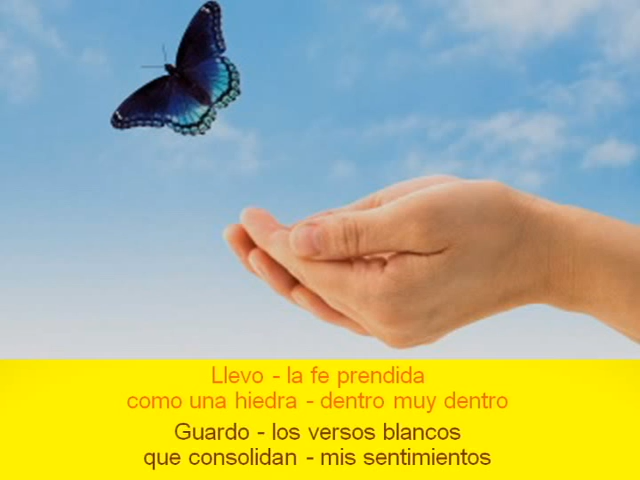 Llevo - la fe prendida
como una hiedra - dentro muy dentro
Guardo - los versos blancos
que consolidan - mis sentimientos